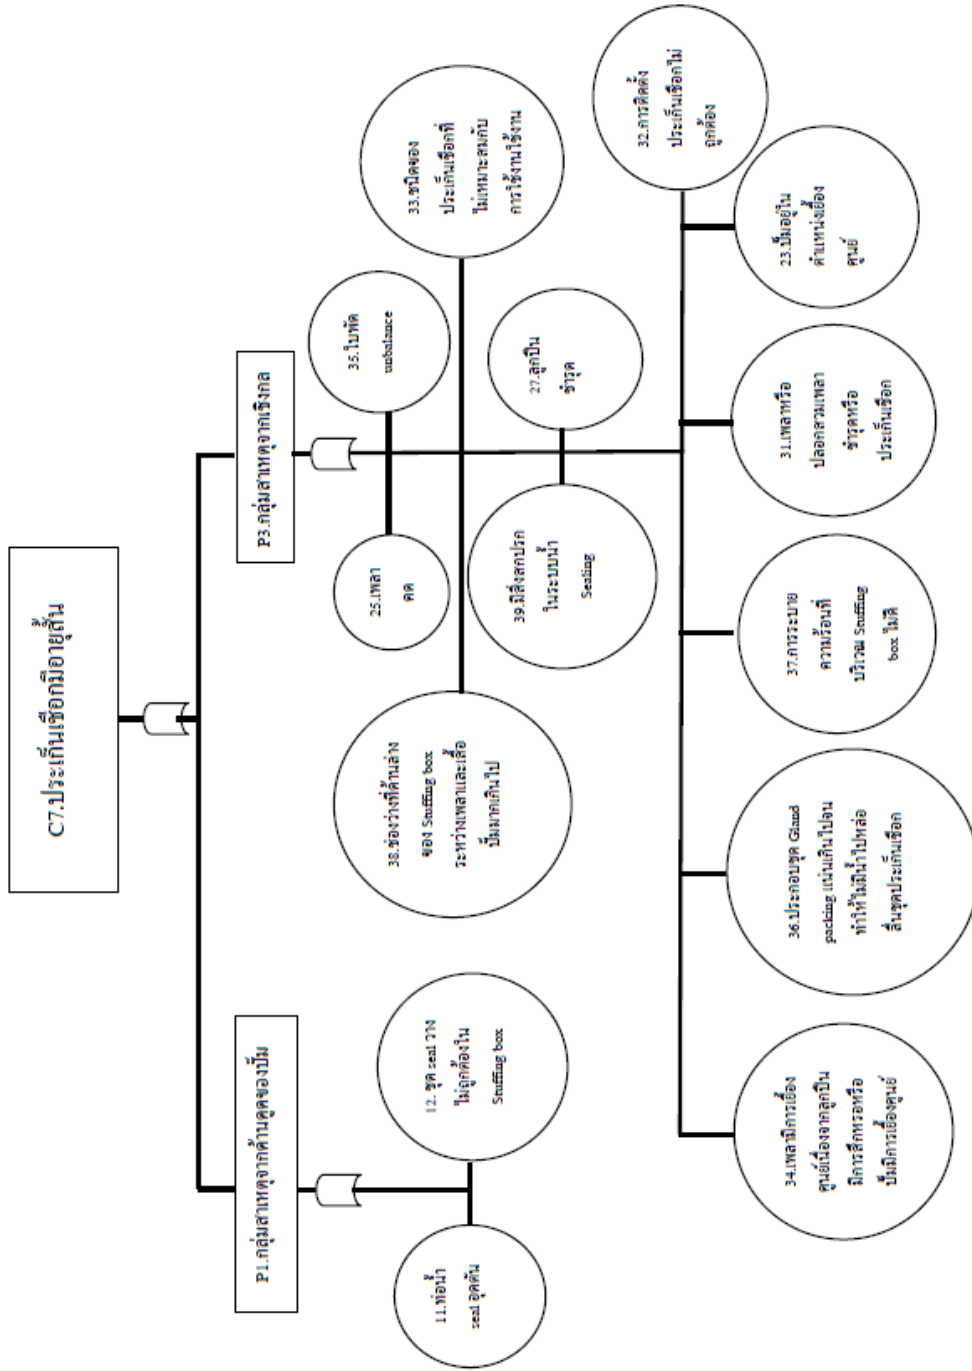 C7.ประเก็นเชือกมีอายุสั้น
P1.กลุ่มสาเหตุจากด้านดูดของปั๊ม
P3.กลุ่มสาเหตุจากเชิงกล
11.ท่อน้ำ
seal อุดตัน
12. ชุด seal วาง
ไม่ถูกต้องใน
Stuffing box
25.เพลา
คด
35.ใบพัด
unbalance
38.ช่องว่างที่ด้านล่าง
ของ Stuffing box
ระหว่างเพลาและเสื้อ
ปั๊มมากเกินไป
33.ชนิดของ
ประเก็นเชือกที่
ไม่เหมาะสมกับ
การใช้งานใช้งาน
39.มีสิ่งสกปรก
ในระบบน้ำ
Sealing
27.ลูกปืน
ชำรุด
34.เพลามีการเยื้อง
ศูนย์เนื่องจากลูกปืน
มีการสึกหรอหรือ
ปั๊มมีการเยื้องศูนย์
36.ประกอบชุด Gland
packing แน่นเกินไปจน
ทำให้ไม่มีน้ำไปหล่อ
ลื่นชุดประเก็นเชือก
37.การระบาย
ความร้อนที่
บริเวณ Stuffing
box ไม่ดี
31.เพลาหรือ
ปลอกสวมเพลา
ชำรุดหรือ
ประเก็นเชือก
23.ปั๊มอยู่ใน
ตำแหน่งเยื้อง
ศูนย์
32.การติดตั้ง
ประเก็นเชือกไม่
ถูกต้อง